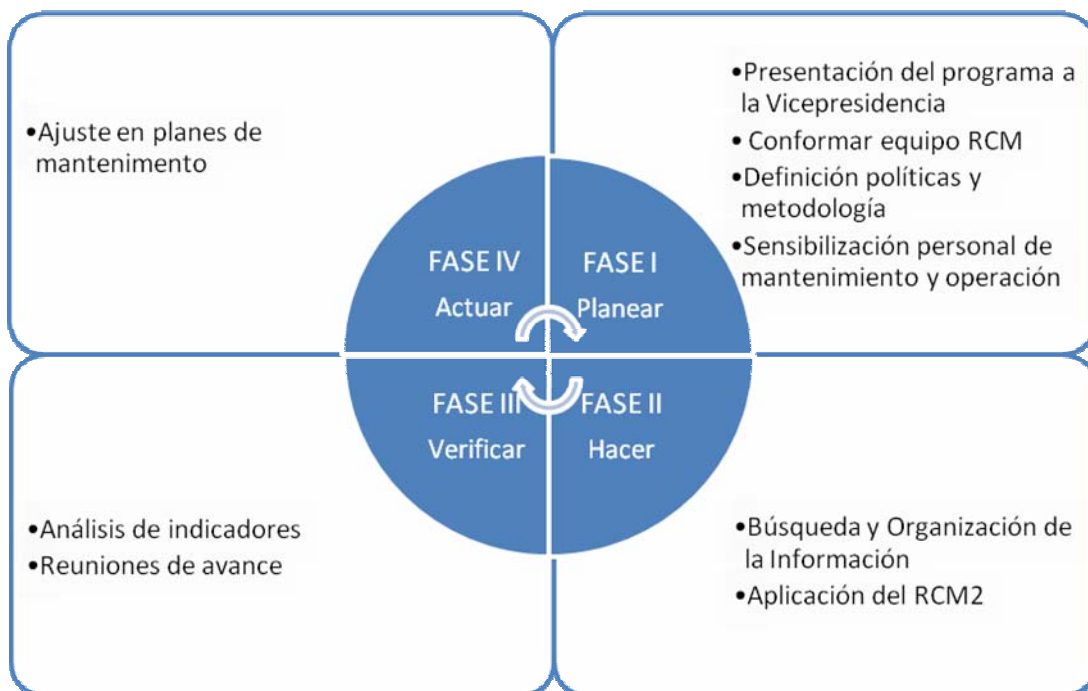 •Ajuste en planes de
mantenimento
•Presentación del programa a
la Vicepresidencia
• Conformar equipo RCM
•Definición políticas y
metodología
•Sensibilización personal de
mantenimiento y operación
FASE IV
Actuar
FASE I
Planear
FASE III
Verificar
FASE II
Hacer
•Análisis de indicadores
•Reuniones de avance
•Búsqueda y Organización de
la Información
•Aplicación del RCM2